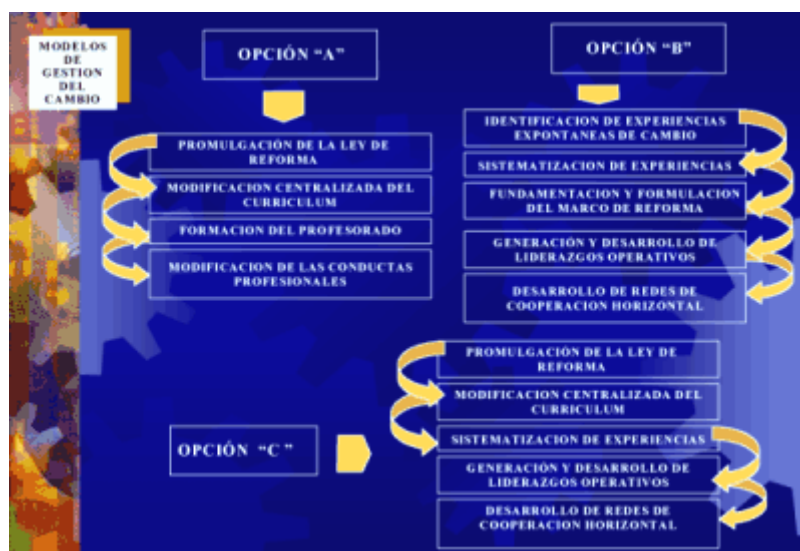 MODELOS
DE
GESTION
DEL
CAMBIO
OPCIÓN “A”
PROMULGACIÓN DE LA LEY DE
REFORMA
MODIFICACION CENTRALIZADA DEL
CURRICULUM
FORMACION DEL PROFESORADO
MODIFICACION DE LAS CONDUCTAS
PROFESIONALES
OPCIÓN “B”
IDENTIFICACION DE EXPERIENCIAS
EXPONTANEAS DE CAMBIO
SISTEMATIZACION DE EXPERIENCIAS
FUNDAMENTACION Y FORMULACION
DEL MARCO DE REFORMA
GENERACIÓN Y DESARROLLO DE
LIDERAZGOS OPERATIVOS
DESARROLLO DE REDES DE
COOPERACION HORIZONTAL
OPCIÓN “C ”
PROMULGACIÓN DE LA LEY DE
REFORMA
MODIFICACION CENTRALIZADA DEL
CURRICULUM
SISTEMATIZACION DE EXPERIENCIAS
GENERACIÓN Y DESARROLLO DE
LIDERAZGOS OPERATIVOS
DESARROLLO DE REDES DE
COOPERACION HORIZONTAL